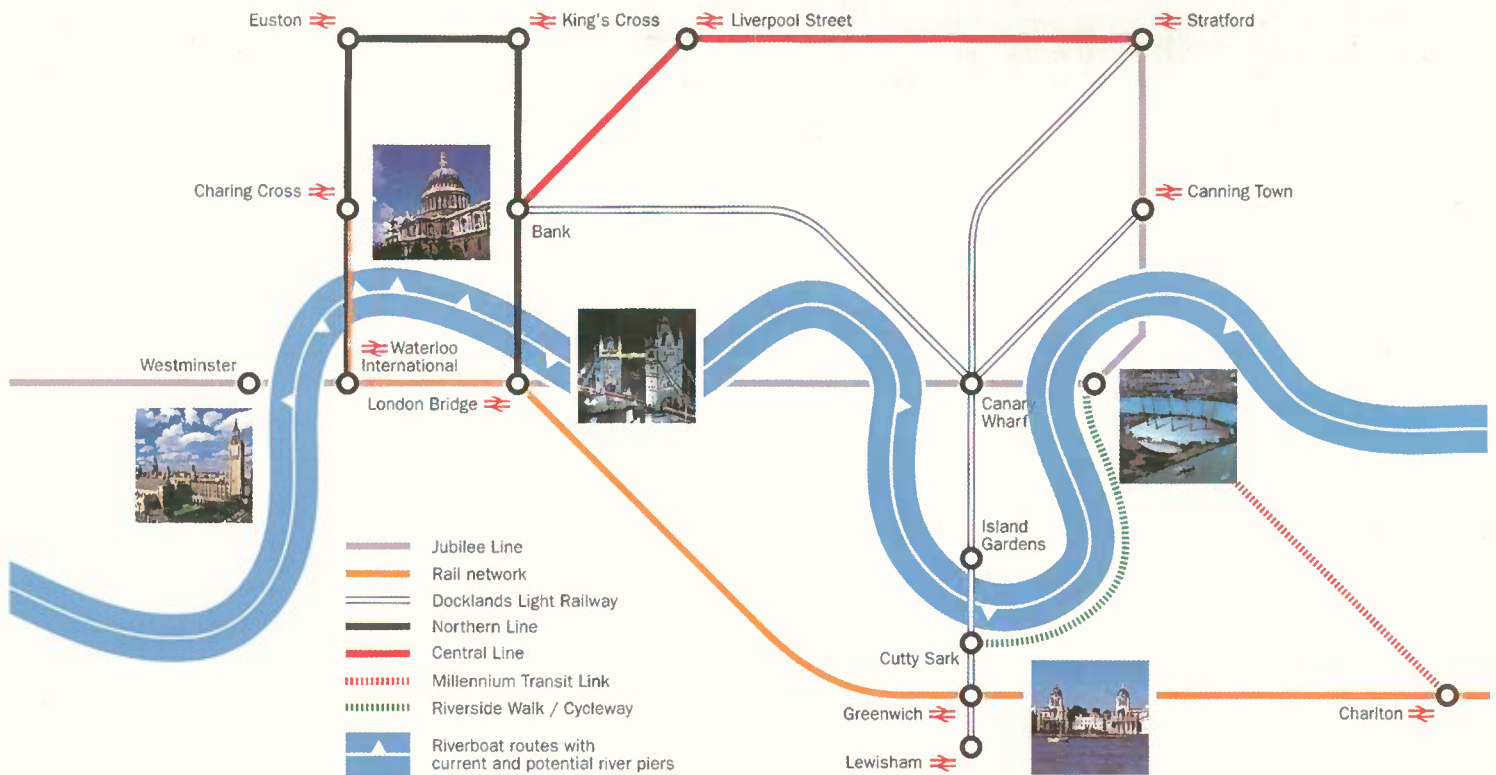 Euston
King's Cross
Liverpool Street
Stratford
Charing Cross
Canning Town
Bank
Westminster
Waterloo
International
London Bridge
Canary
Wharf
Island
Gardens
Jubilee Line
Rail network
Docklands Light Railway
Northern Line
Central Line
Millennium Transit Link
Riverside Walk / Cycleway
Riverboat routes with
current and potential river piers
Cutty Sark
Greenwich
Charlton
Lewisham